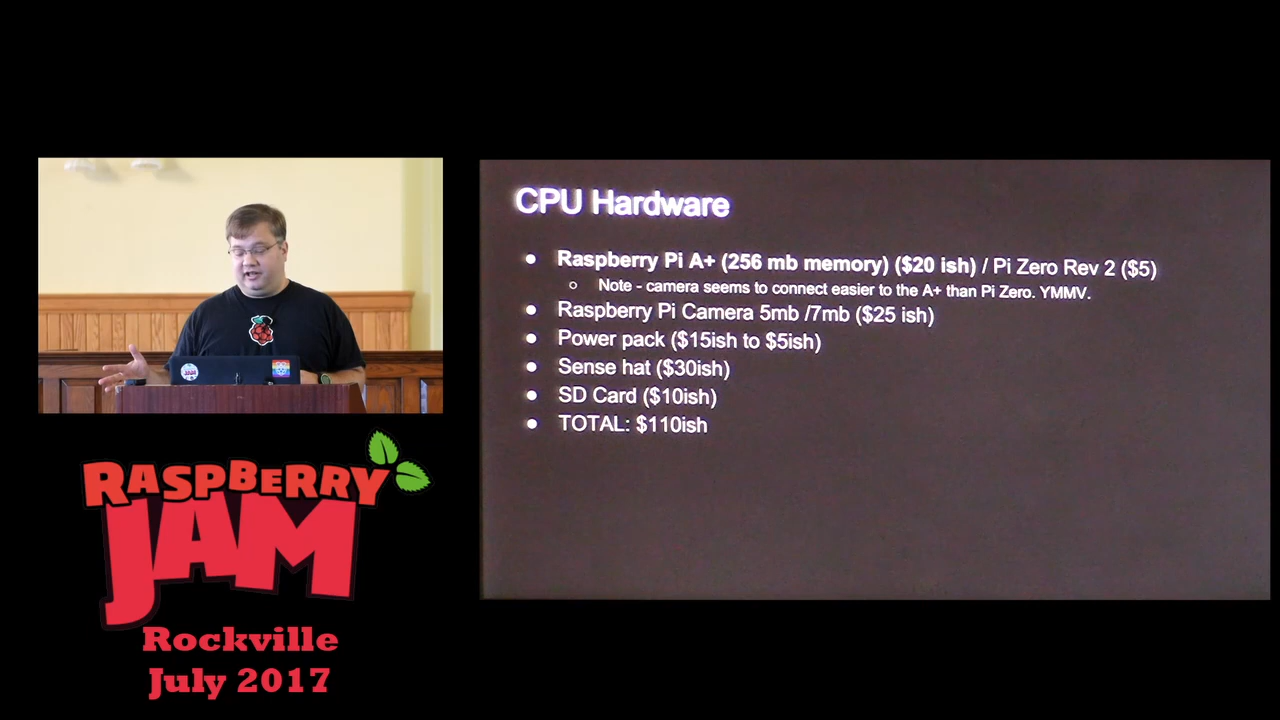 CPU Hardware
● Raspberry Pi A+ (256 mb memory) ($20 ish) / Pi Zero Rev 2 ($5)
○ Note - camera seems to connect easier to the A+ than Pi Zero. YMMV.
● Raspberry Pi Camera 5mb /7mb ($25 ish)
● Power pack ($15ish to $5ish)
● Sense hat ($30ish)
● SD Card ($10ish)
● TOTAL: $110ish
JAM
RASPBERRY
JAM
Rockville
July 2017